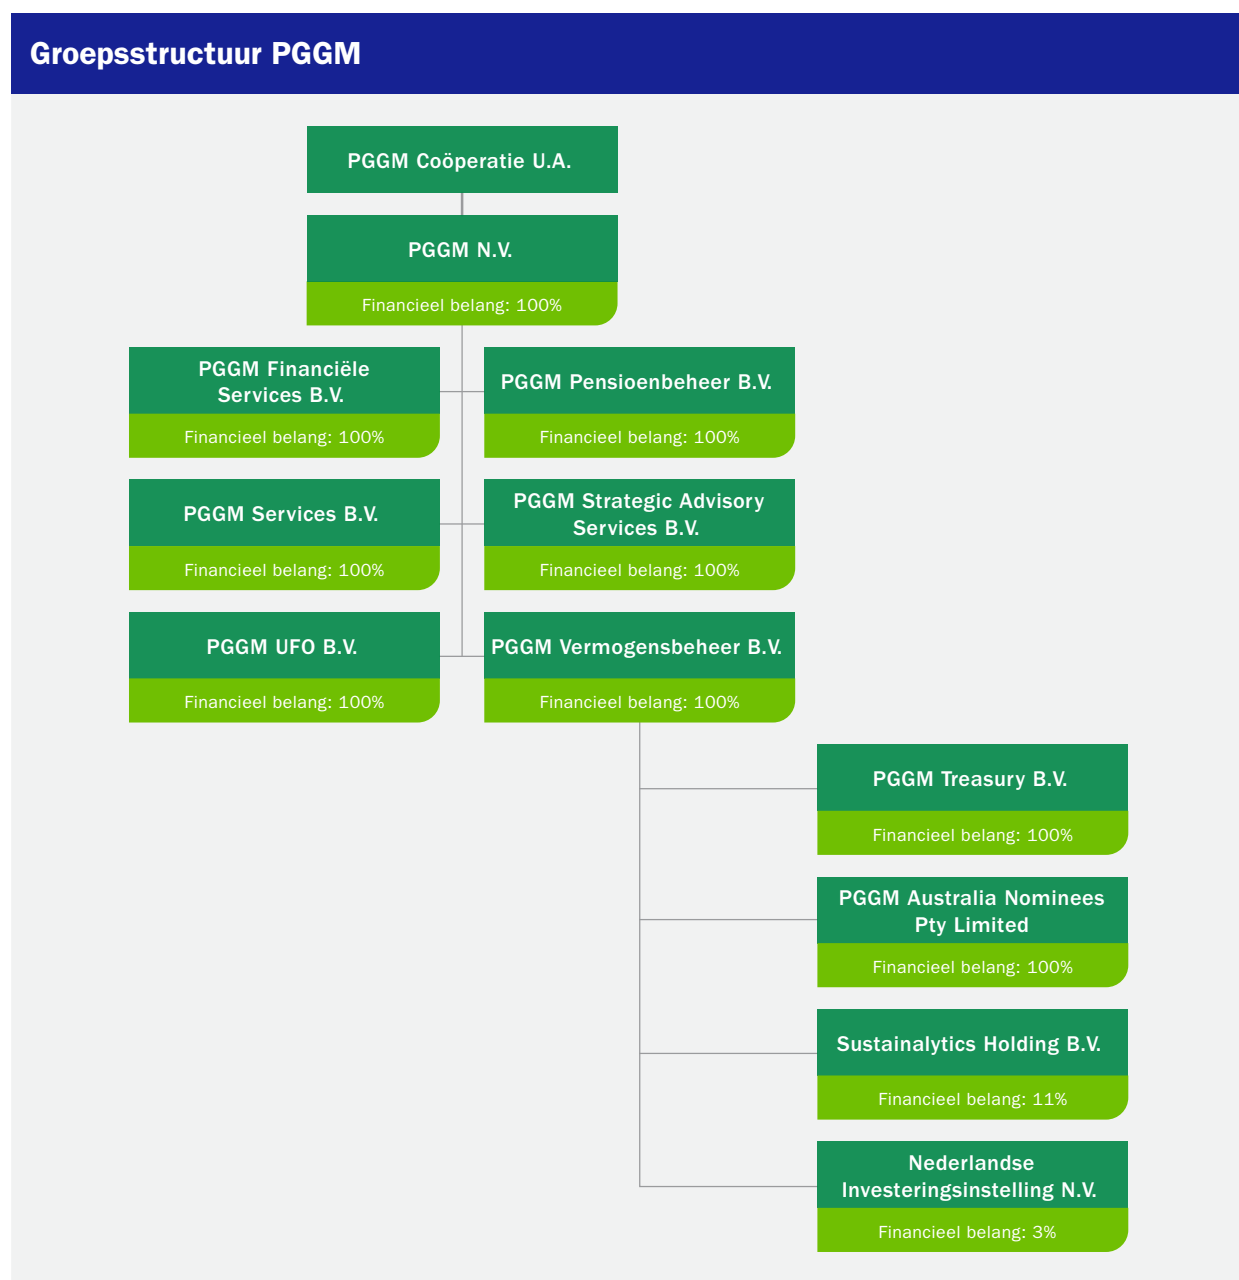 Groepsstructuur PGGM
PGGM Coöperatie U.A.
PGGM N.V.
Financieel belang: 100%
PGGM Financiële
Services B.V.
Financieel belang: 100%
PGGM Pensioenbeheer B.V.
Financieel belang: 100%
PGGM Services B.V.
Financieel belang: 100%
PGGM Strategic Advisory
Services B.V.
Financieel belang: 100%
PGGM UFO B.V.
Financieel belang: 100%
PGGM Vermogensbeheer B.V.
Financieel belang: 100%
PGGM Treasury B.V.
Financieel belang: 100%
PGGM Australia Nominees
Pty Limited
Financieel belang: 100%
Sustainalytics Holding B.V.
Financieel belang: 11%
Nederlandse
Investeringsinstelling N.V.
Financieel belang: 3%